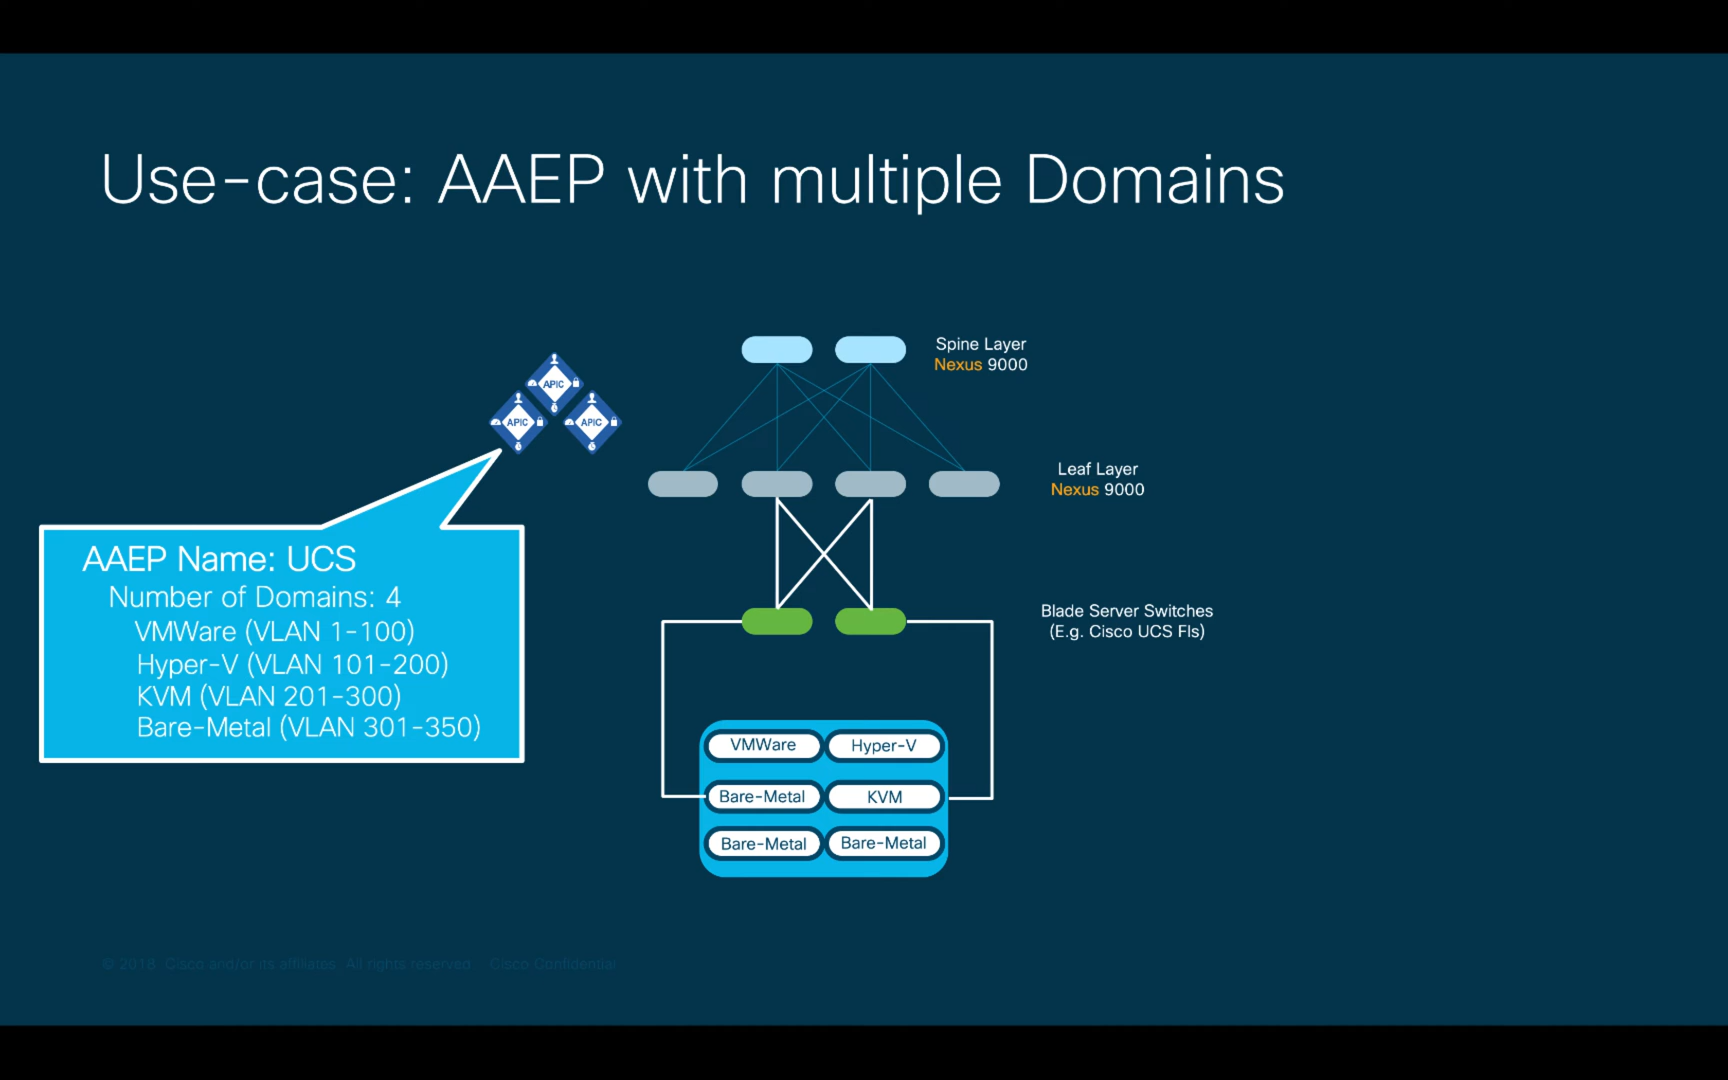 Use-case: AAEP with multiple Domains
Spine Layer
Nexus 9000
APIC
APIC
APIC
Leaf Layer
Nexus 9000
AAEP Name: UCS
Number of Domains: 4
VMWare (VLAN 1-100)
Hyper-V (VLAN 101-200)
KVM (VLAN 201-300)
Bare-Metal (VLAN 301-350)
Blade Server Switches
(E.g. Cisco UCS FIs)
VMWare
Hyper-V
Bare-Metal
KVM
Bare-Metal
Bare-Metal
© 2018 Cisco and/or its affiliates. All rights reserved. Cisco Confidential